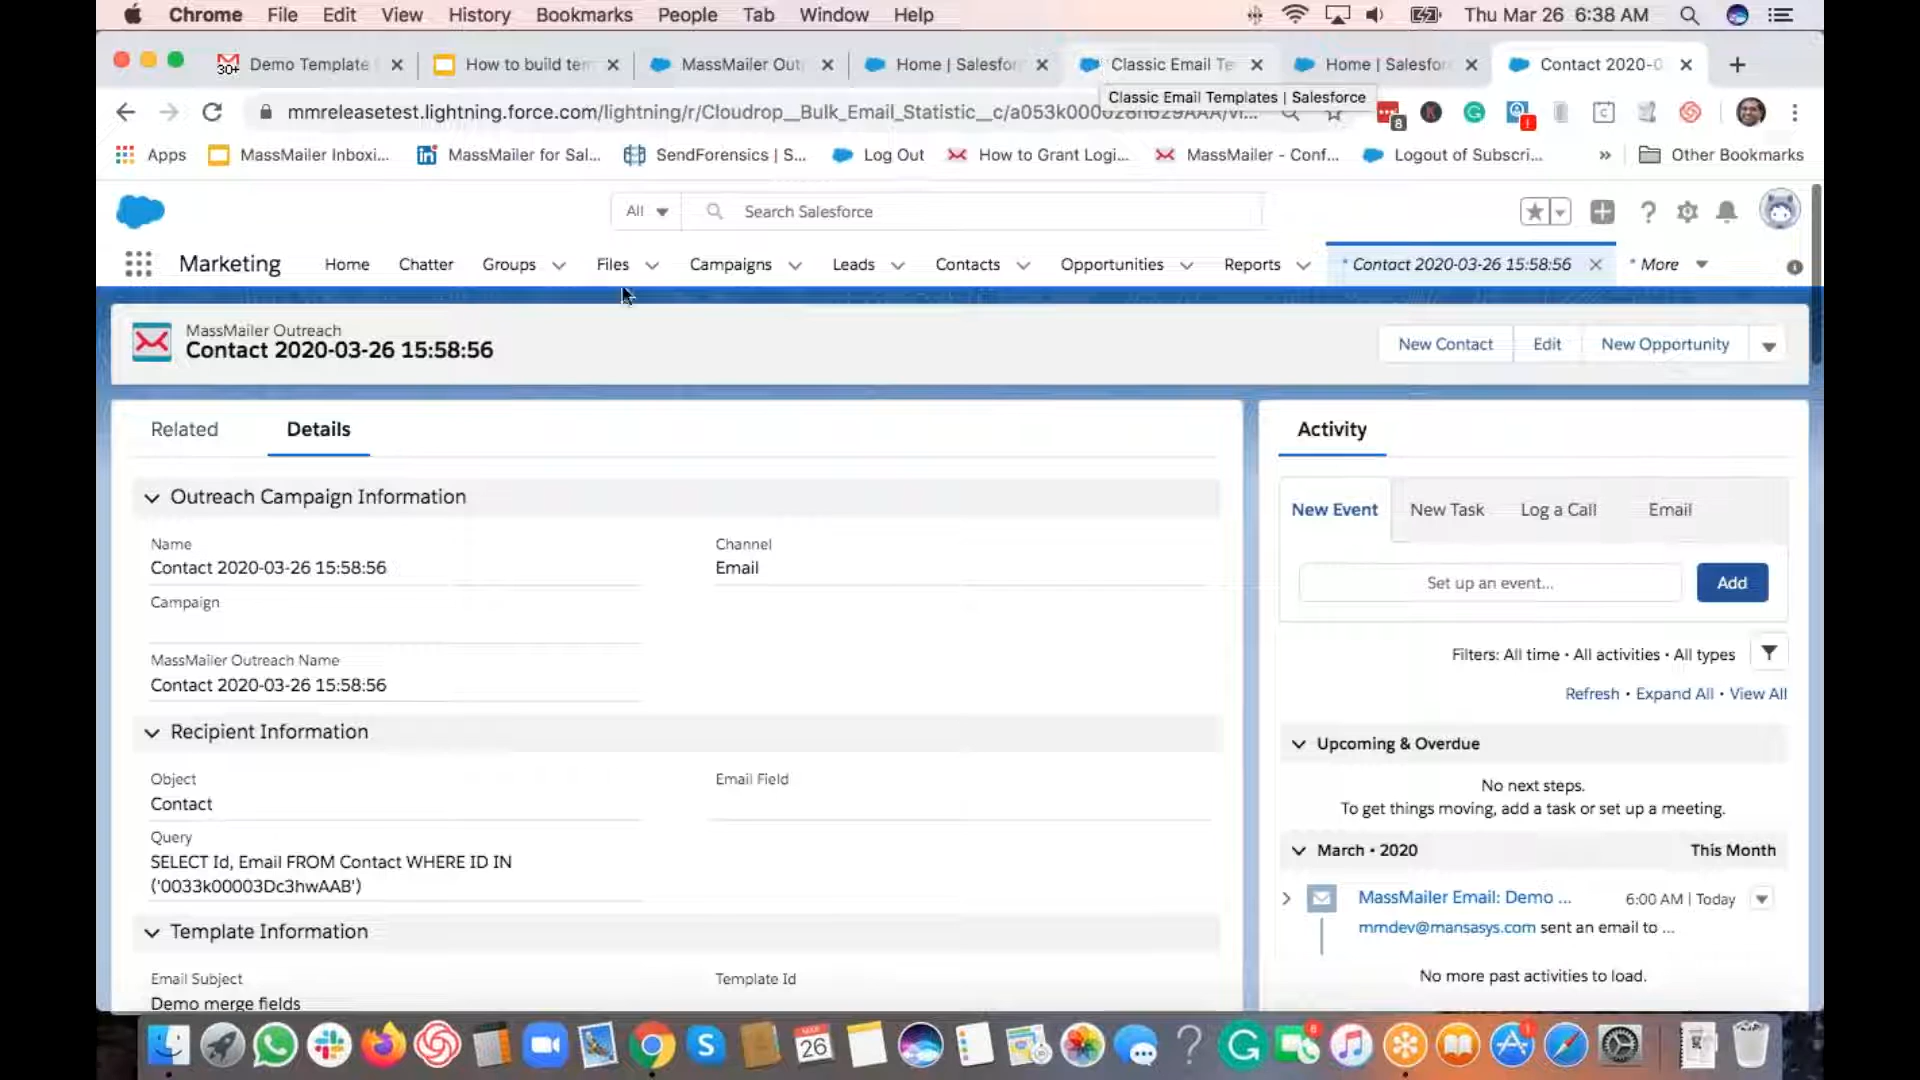 Chrome File Edit View History Bookmarks People Tab Window Help Thu Mar 26 6:38 AM
30+ Demo Template How to build tem MassMailer Out Home | Salesfor Classic Email Te Home | Salesfor Contact 2020-0
Classic Email Templates | Salesforce
mmreleasetest.lightning.force.com/lightning/r/Cloudrop__Bulk_Email_Statistic__c/
8
Apps MassMailer Inboxi... MassMailer for Sal... SendForensics | S... Log Out How to Grant Logi... MassMailer - Conf... Logout of Subscri... » Other Bookmarks
All Search Salesforce
Marketing Home Chatter Groups Files Campaigns Leads Contacts Opportunities Reports * Contact 2020-03-26 15:58:56 * More
MassMailer Outreach
Contact 2020-03-26 15:58:56
New Contact Edit New Opportunity
Related Details
Activity
Outreach Campaign Information
New Event New Task Log a Call Email
Name Channel
Contact 2020-03-26 15:58:56 Email
Set up an event... Add
Campaign
MassMailer Outreach Name
Contact 2020-03-26 15:58:56
Filters: All time • All activities • All types
Refresh • Expand All • View All
Recipient Information
Upcoming & Overdue
Object Email Field
Contact
No next steps.
To get things moving, add a task or set up a meeting.
Query
SELECT Id, Email FROM Contact WHERE ID IN
('0033k00003Dc3hwAAB')
March • 2020 This Month
MassMailer Email: Demo ... 6:00 AM | Today
mmdev@mansasys.com sent an email to ...
Template Information
Email Subject Template Id
Demo merge fields
No more past activities to load.
MAR
26
8
1